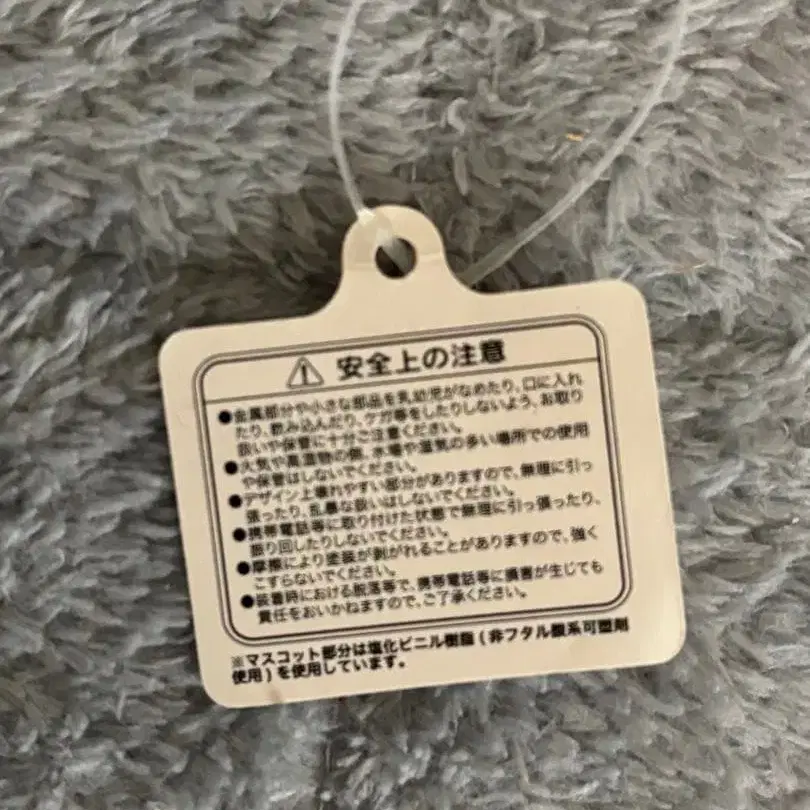 安全上の注意
●金属部分や小さな部品を乳幼児がなめたり、口に入れ
たり、飲み込んだり、ケガ等をしたりしないよう、お取り
扱いや保管に十分ご注意ください。
●火気や高温物の側、水場や湿気の多い場所での使用
や保管はしないでください。
●デザイン上壊れやすい部分がありますので、無理に引っ
張ったり、乱暴な扱いはしないでください。
●携帯電話等に取り付けた状態で無理に引っ張ったり、
振り回したりしないでください。
●摩擦により塗装が剥がれることがありますので、強く
こすらないでください。
●装着時における脱落等で、携帯電話等に損害が生じても
責任をおいかねますので、ご了承ください。
※マスコット部分は塩化ビニル樹脂(非フタル酸系可塑剤
使用)を使用しています。